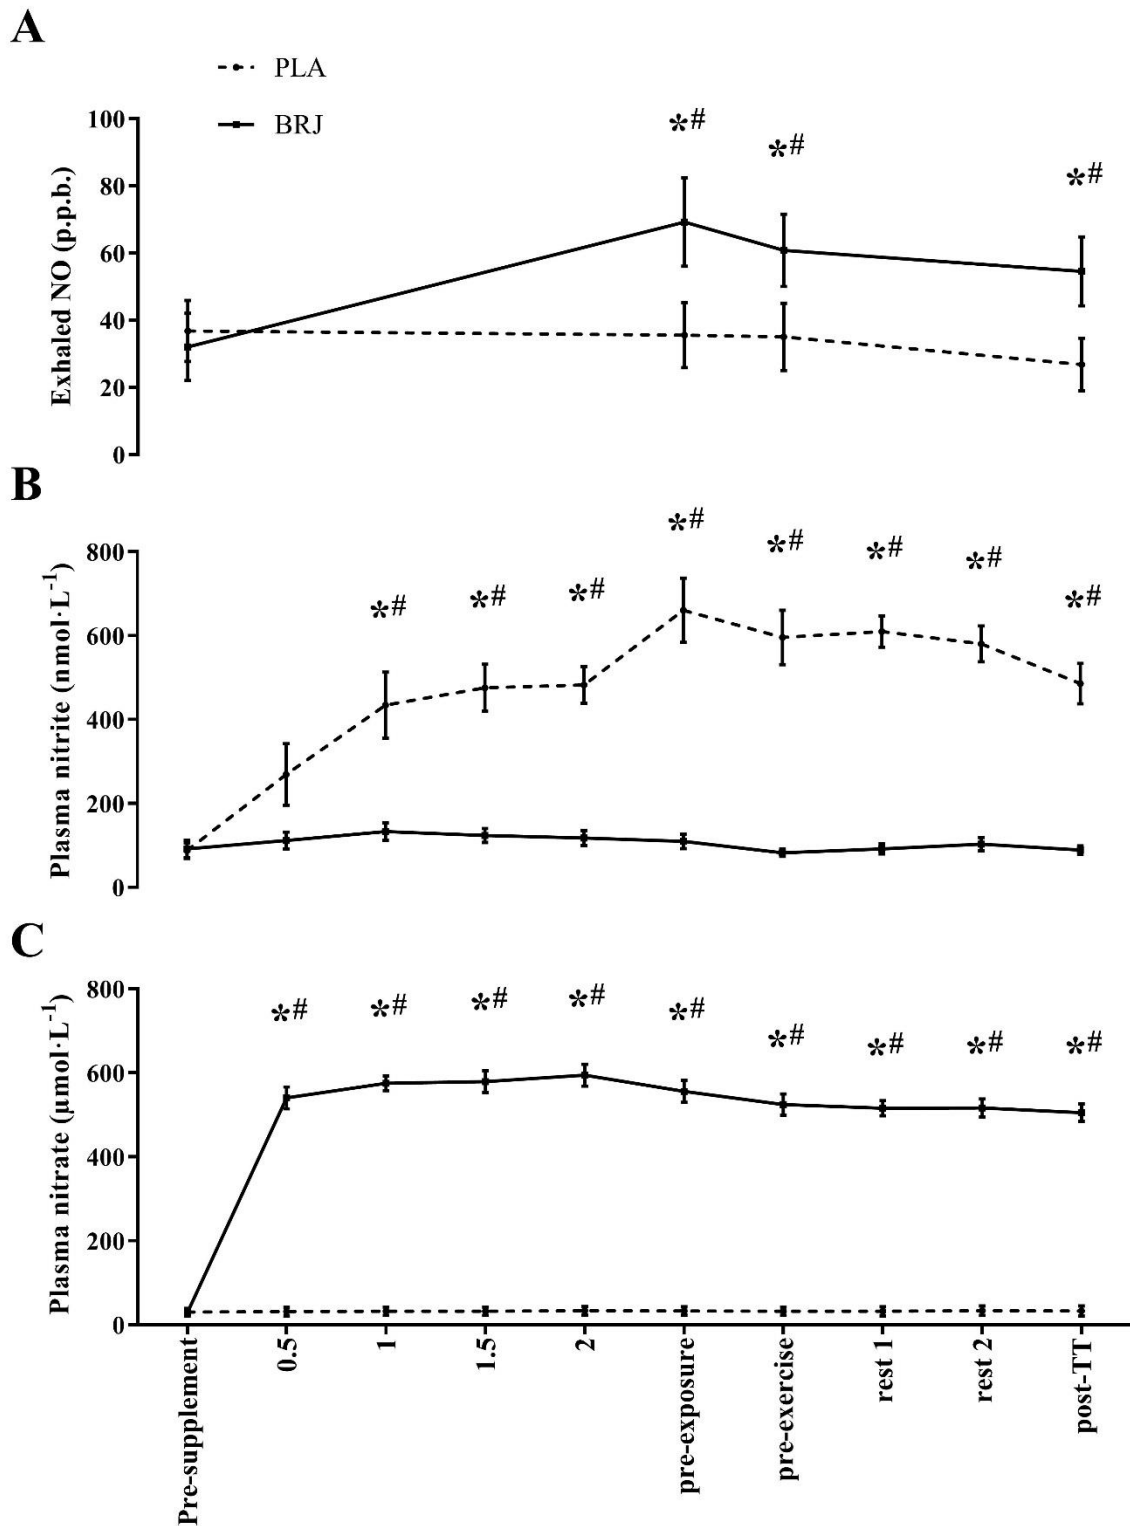 A
PLA
BRJ
Exhaled NO (p.p.b.)
100
80
60
40
20
0
*#
*#
*#
B
Plasma nitrite (nmol·L⁻¹)
800
600
400
200
0
*#
*#
*#
*#
*#
*#
*#
*#
C
Plasma nitrate (µmol·L⁻¹)
800
600
400
200
0
*#
*#
*#
*#
*#
*#
*#
*#
*#
Pre-supplement
0.5
1
1.5
2
pre-exposure
pre-exercise
rest 1
rest 2
post-TT